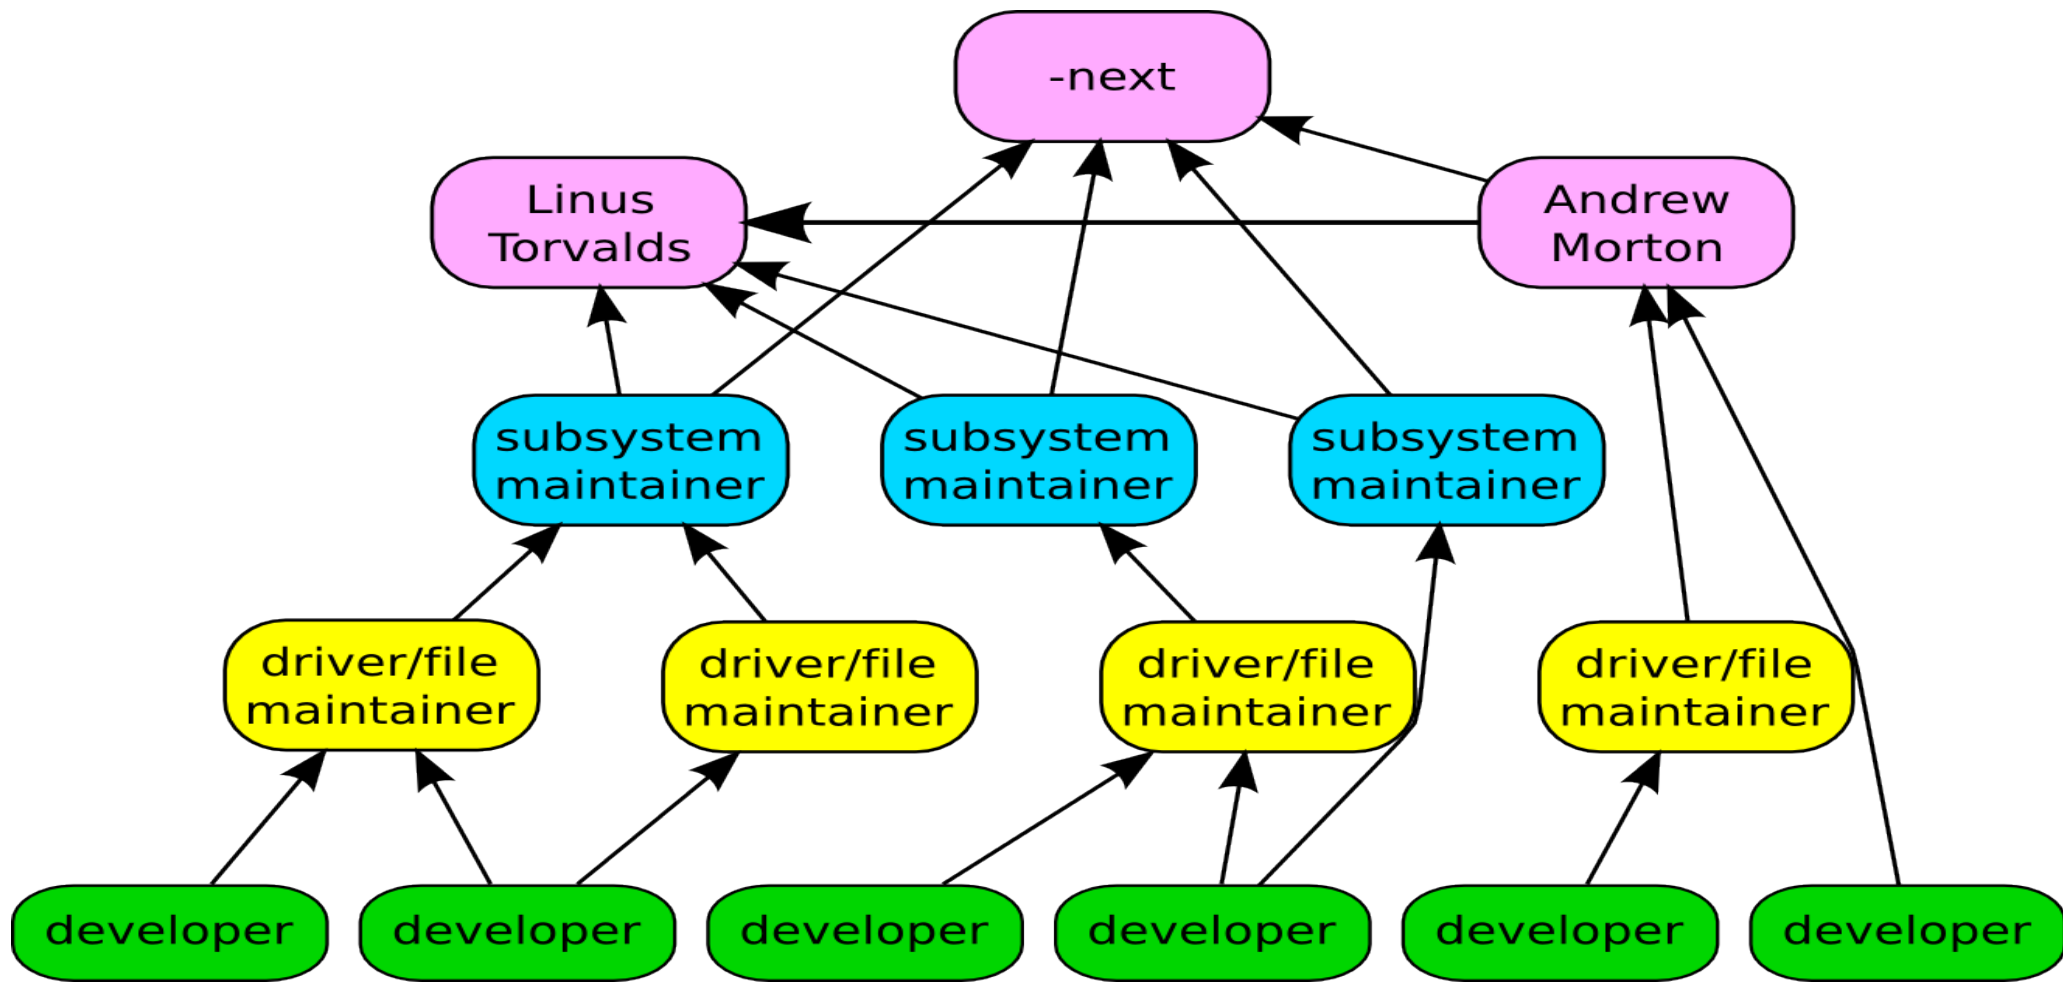 -next
Linus
Torvalds
Andrew
Morton
subsystem
maintainer
subsystem
maintainer
subsystem
maintainer
driver/file
maintainer
driver/file
maintainer
driver/file
maintainer
driver/file
maintainer
developer
developer
developer
developer
developer
developer